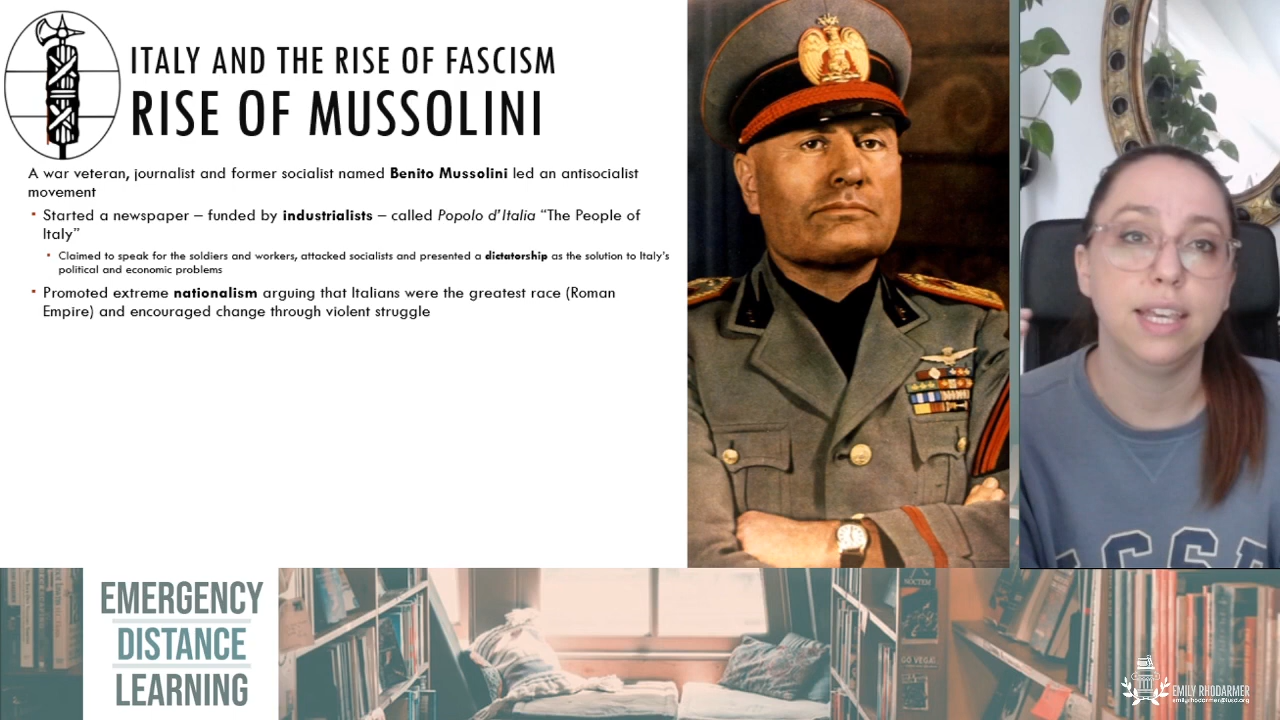 ITALY AND THE RISE OF FASCISM
RISE OF MUSSOLINI
A war veteran, journalist and former socialist named Benito Mussolini led an antisocialist
movement
Started a newspaper – funded by industrialists – called Popolo d'Italia “The People of
Italy”
Claimed to speak for the soldiers and workers, attacked socialists and presented a dictatorship as the solution to Italy's
political and economic problems
Promoted extreme nationalism arguing that Italians were the greatest race (Roman
Empire) and encouraged change through violent struggle
EMERGENCY
DISTANCE
LEARNING
NOCTEM
GO VEGAN
EMILY RHODARMER